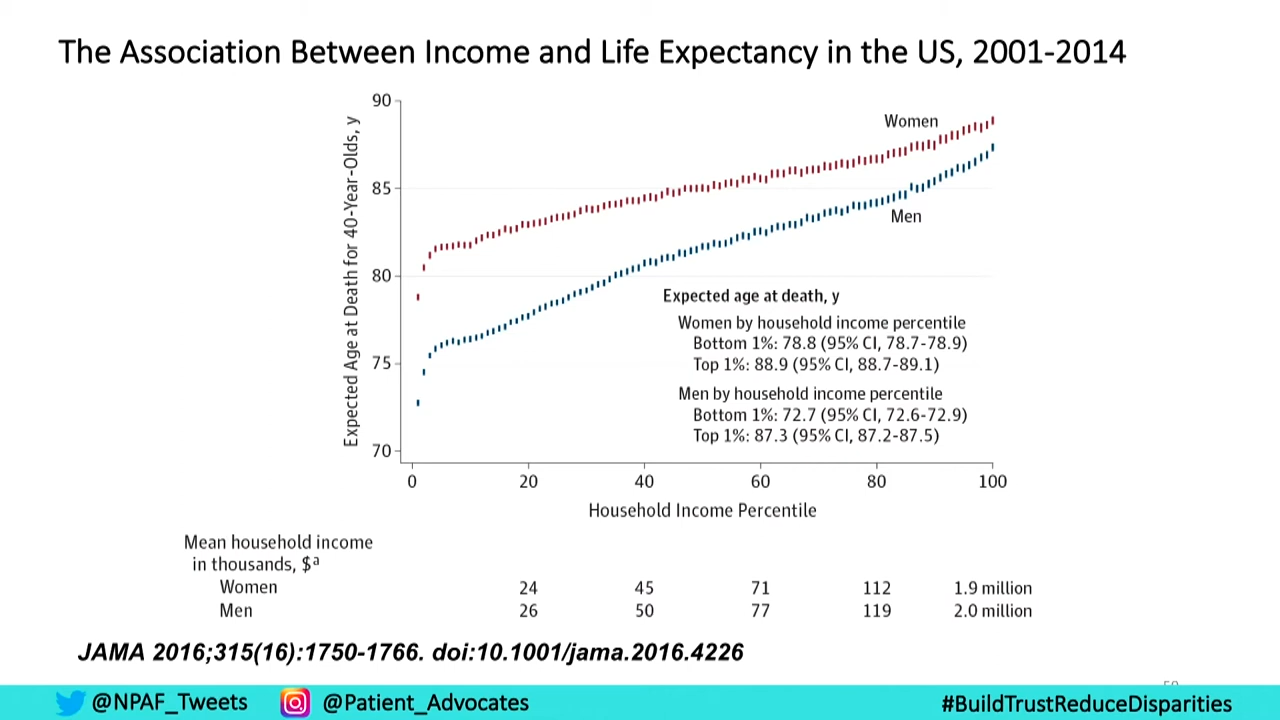 The Association Between Income and Life Expectancy in the US, 2001-2014
Expected Age at Death for 40-Year-Olds, y
90
85
80
75
70
Women
Men
Expected age at death, y
Women by household income percentile
Bottom 1%: 78.8 (95% CI, 78.7-78.9)
Top 1%: 88.9 (95% CI, 88.7-89.1)
Men by household income percentile
Bottom 1%: 72.7 (95% CI, 72.6-72.9)
Top 1%: 87.3 (95% CI, 87.2-87.5)
0 20 40 60 80 100
Household Income Percentile
Mean household income
in thousands, $ª
Women 24 45 71 112 1.9 million
Men 26 50 77 119 2.0 million
JAMA 2016;315(16):1750-1766. doi:10.1001/jama.2016.4226
@NPAF_Tweets @Patient_Advocates #BuildTrustReduceDisparities